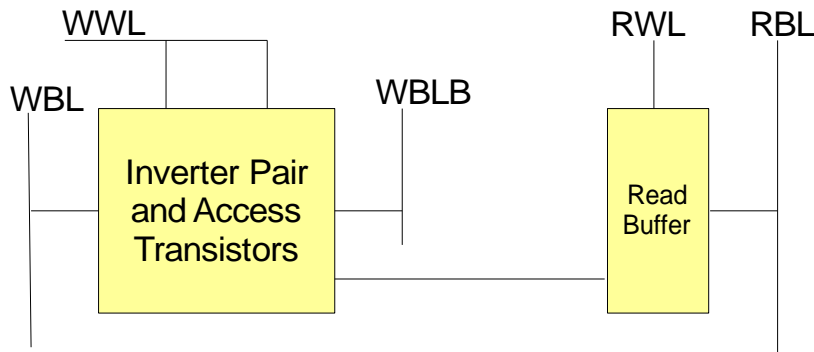 WWL
RWL
RBL
WBL
WBLB
Inverter Pair
and Access
Transistors
Read
Buffer